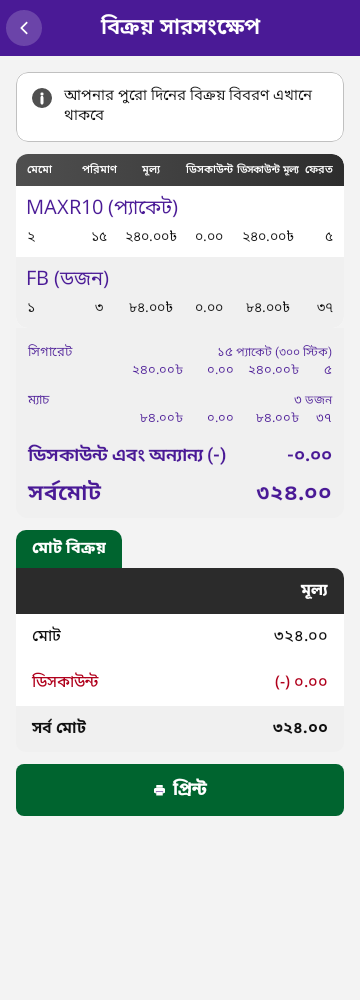 বিক্রয় সারসংক্ষেপ
আপনার পুরো দিনের বিক্রয় বিবরণ এখানে
থাকবে
মেমো পরিমাণ মূল্য ডিসকাউন্ট ডিসকাউন্ট মূল্য ফেরত
MAXR10 (প্যাকেট)
২ ১৫ ২৪০.০০৳ ০.০০ ২৪০.০০৳ ৫
FB (ডজন)
১ ৩ ৮৪.০০৳ ০.০০ ৮৪.০০৳ ৩৭
সিগারেট ১৫ প্যাকেট (৩০০ স্টিক)
২৪০.০০৳ ০.০০ ২৪০.০০৳ ৫
ম্যাচ ৩ ডজন
৮৪.০০৳ ০.০০ ৮৪.০০৳ ৩৭
ডিসকাউন্ট এবং অন্যান্য (-) -০.০০
সর্বমোট ৩২৪.০০
মোট বিক্রয়
মূল্য
মোট ৩২৪.০০
ডিসকাউন্ট (-) ০.০০
সর্ব মোট ৩২৪.০০
প্রিন্ট